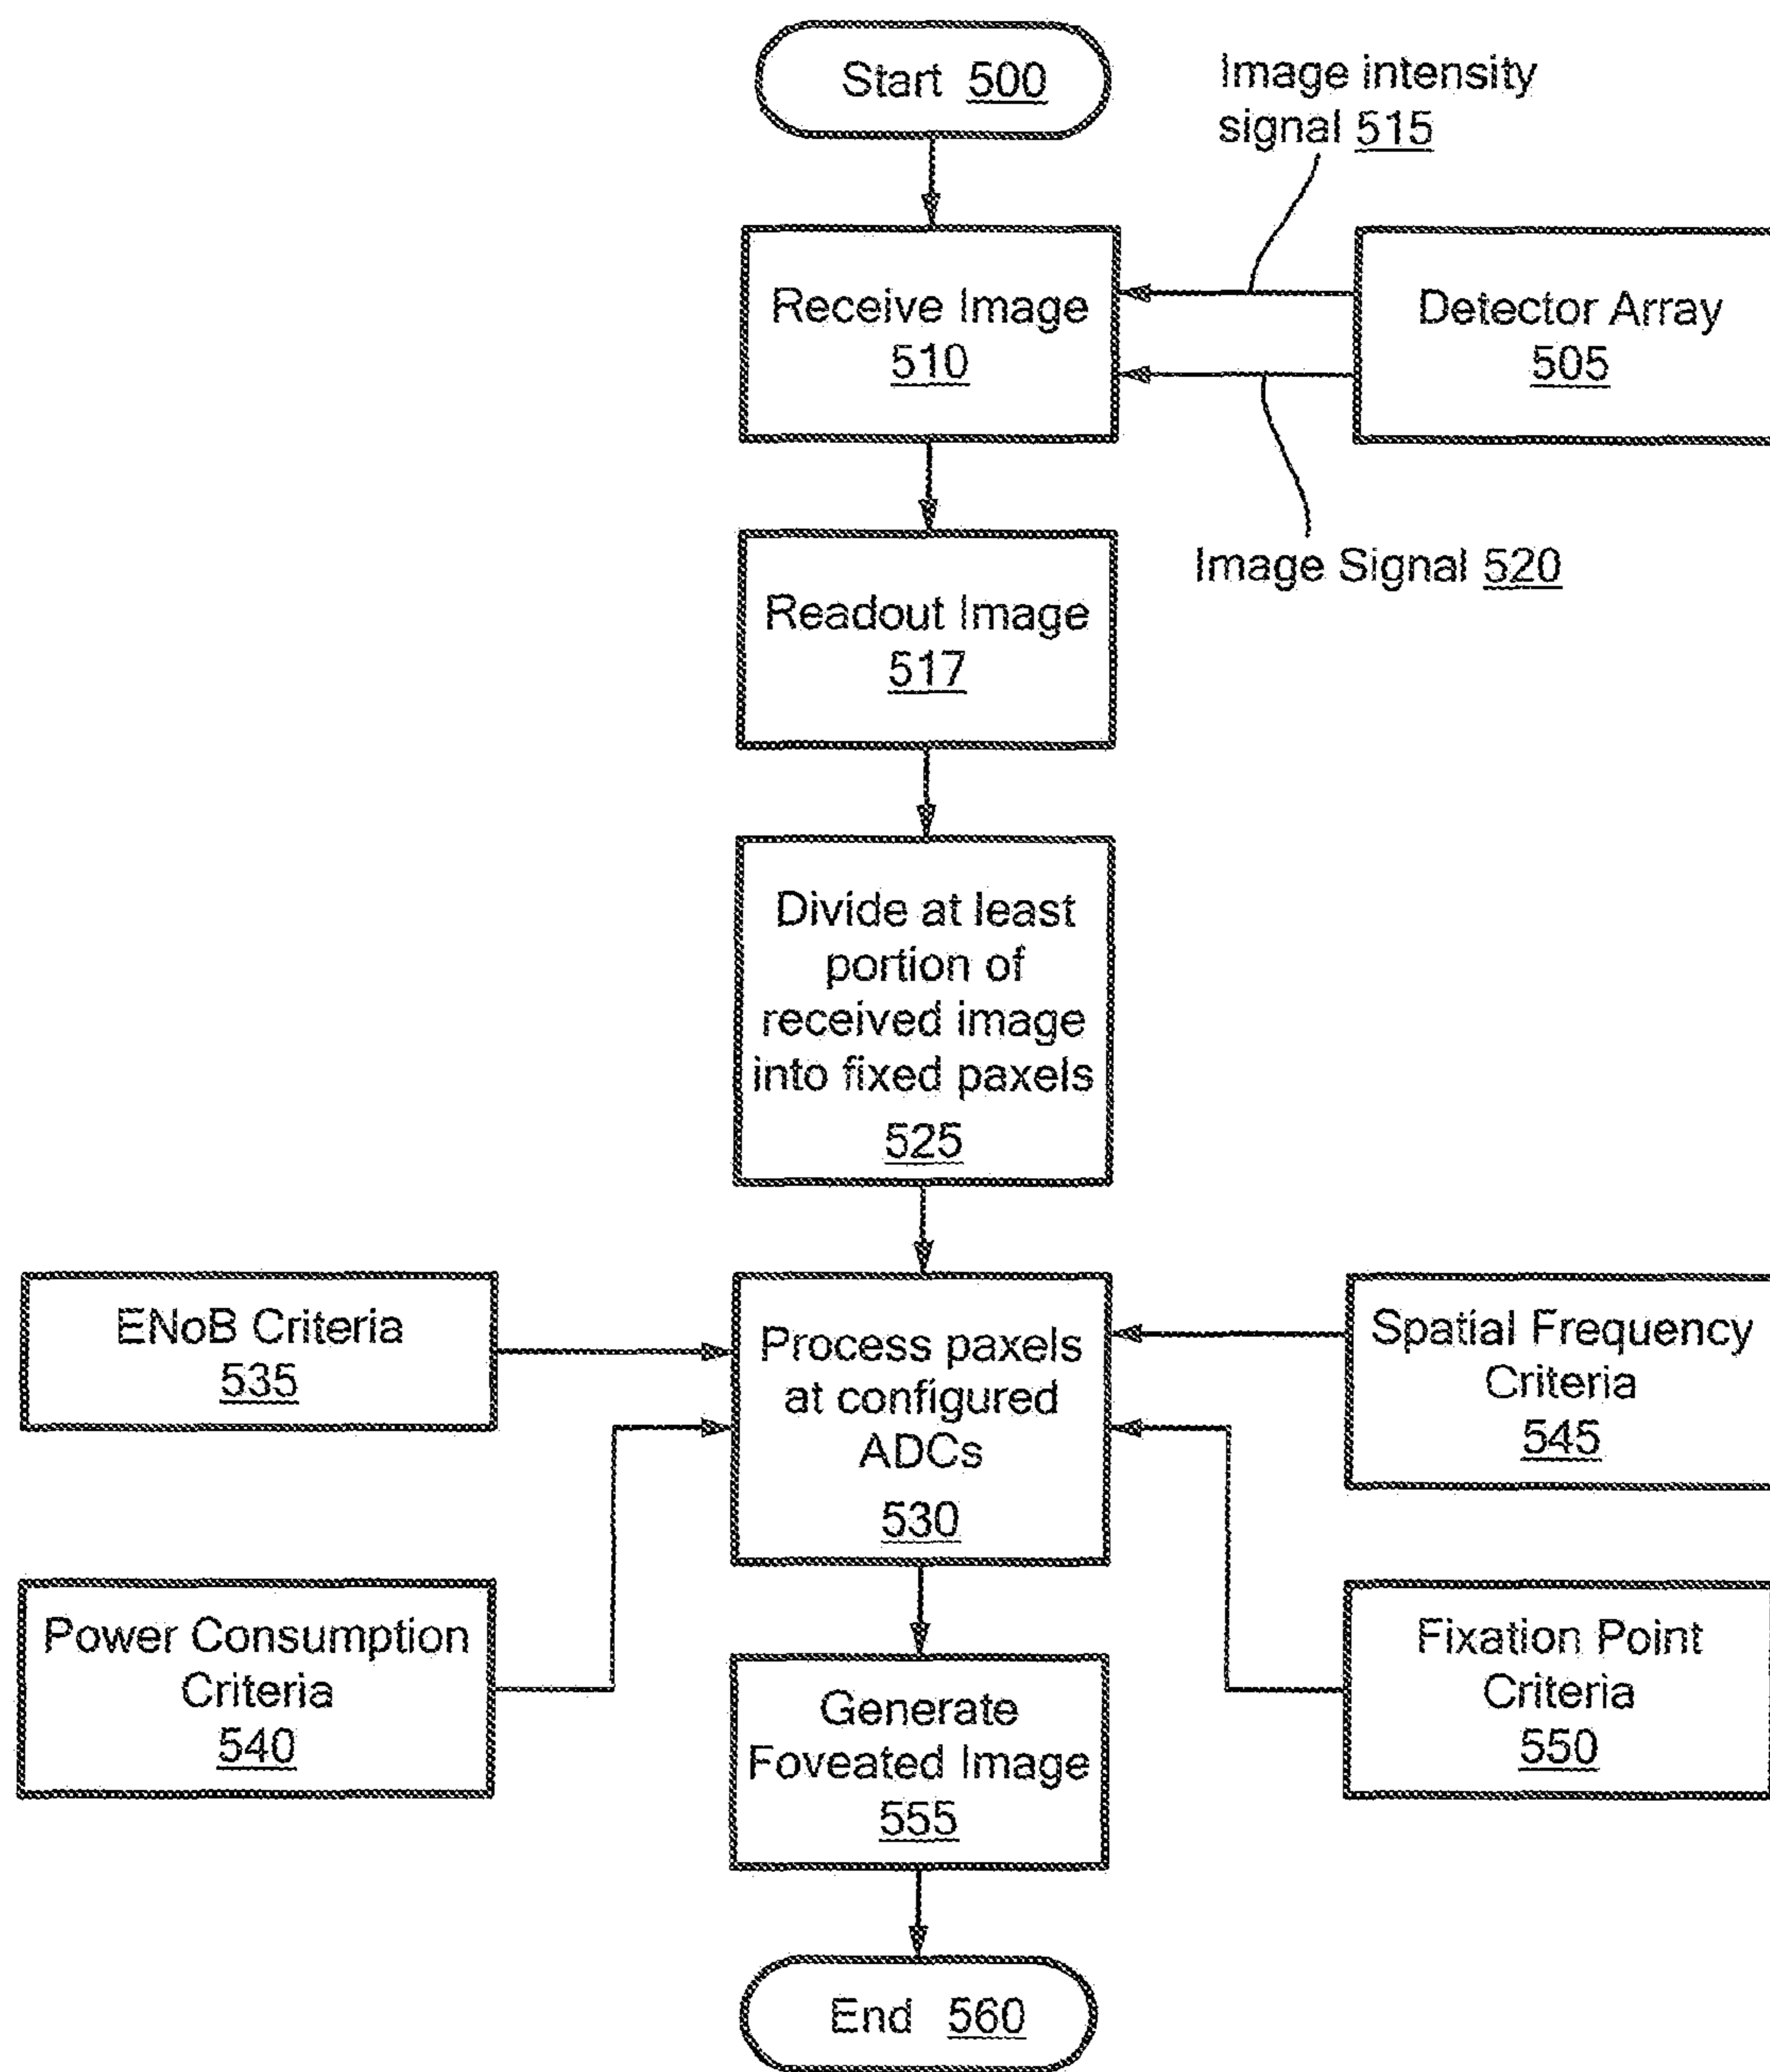 Start 500
Image intensity
signal 515
Receive Image
510
Detector Array
505
Image Signal 520
Readout Image
517
Divide at least
portion of
received image
into fixed paxels
525
ENoB Criteria
535
Process paxels
at configured
ADCs
530
Spatial Frequency
Criteria
545
Power Consumption
Criteria
540
Generate
Foveated Image
555
Fixation Point
Criteria
550
End 560